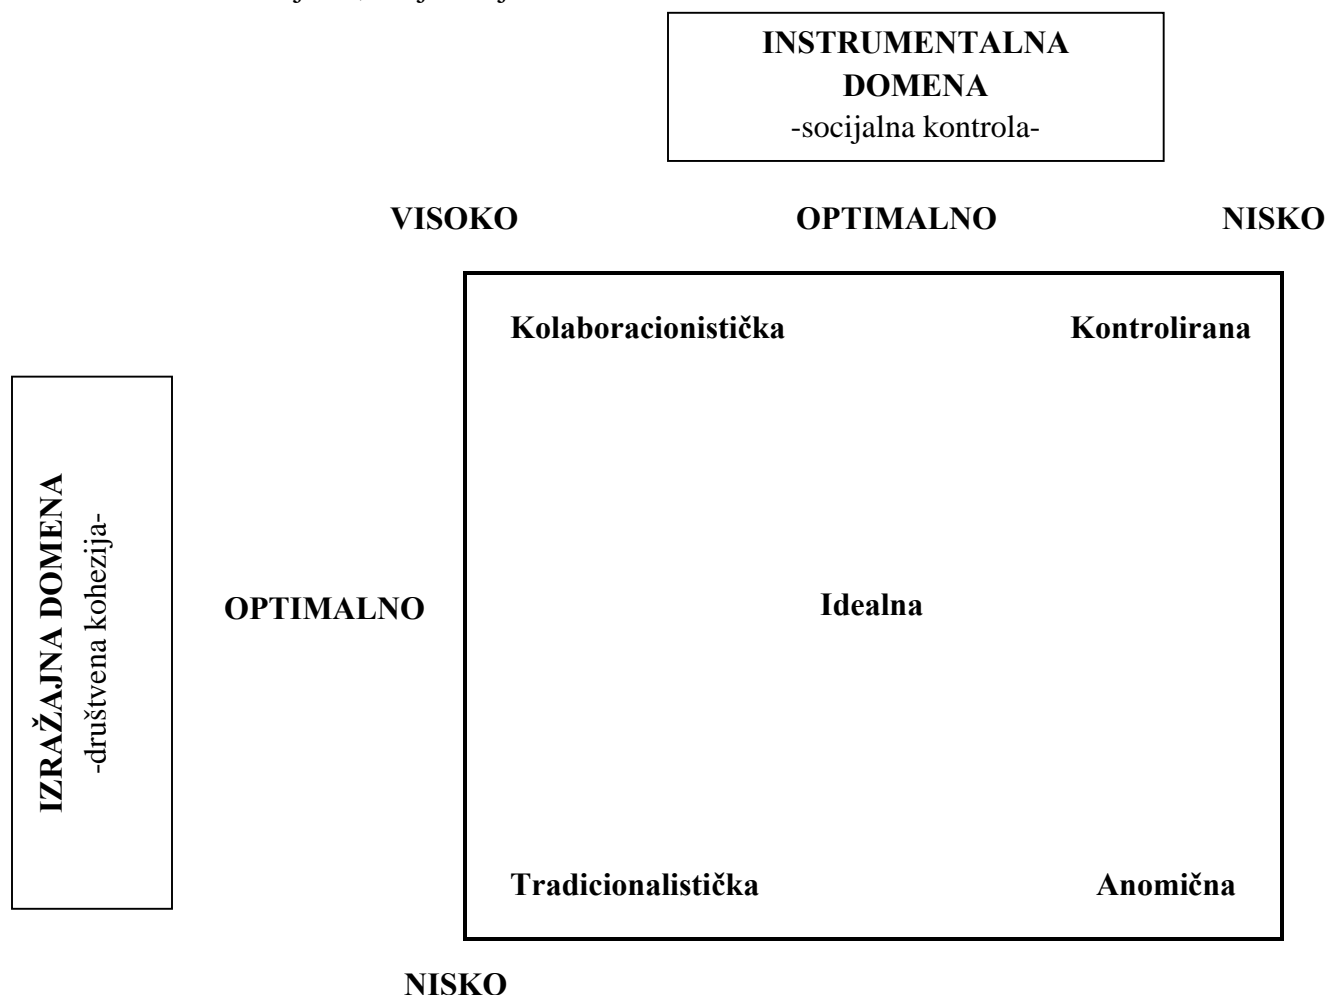 INSTRUMENTALNA
DOMENA
-socijalna kontrola-
VISOKO OPTIMALNO NISKO
Kolaboracionistička Kontrolirana
IZRAŽAJNA DOMENA
-društvena kohezija-
OPTIMALNO Idealna
Tradicionalistička Anomična
NISKO